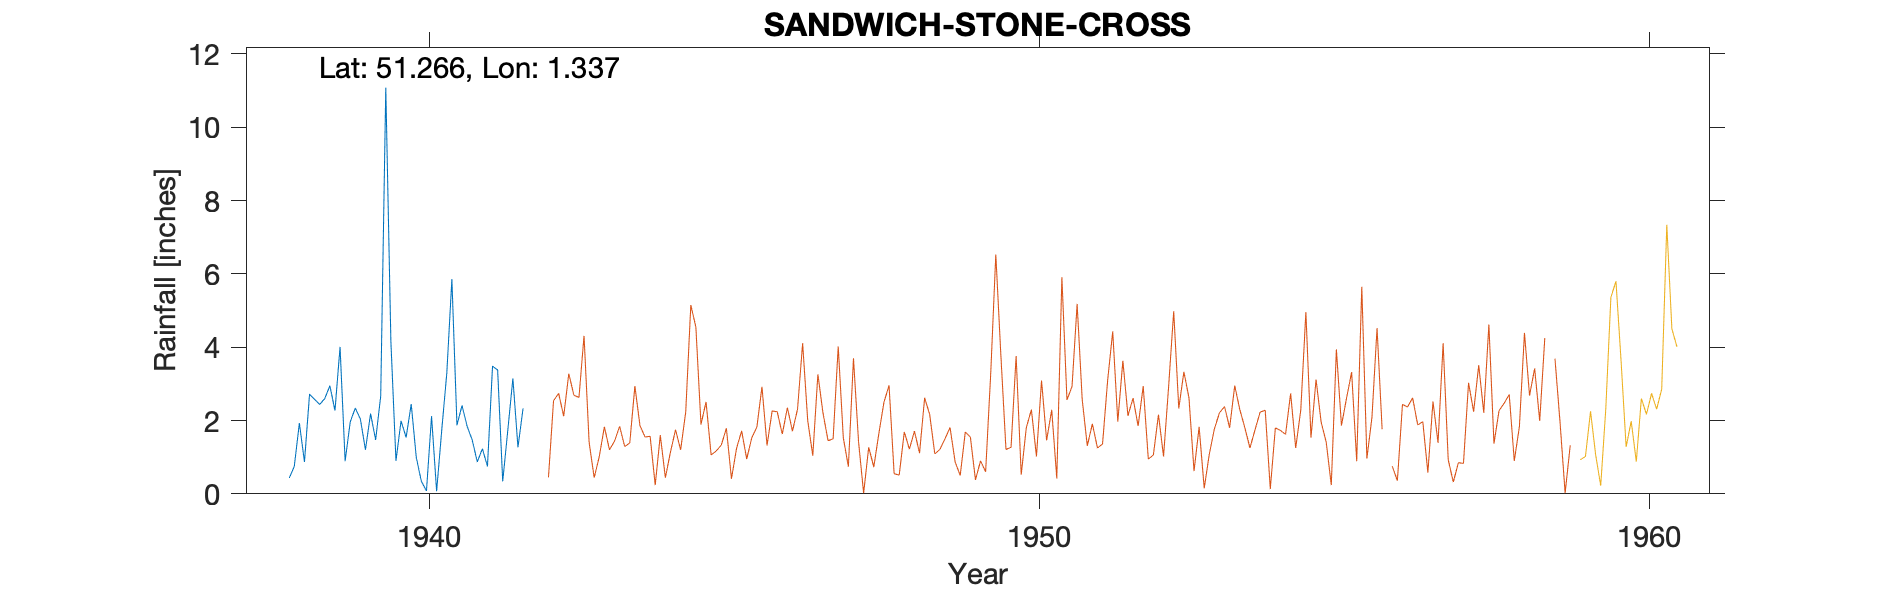 SANDWICH-STONE-CROSS
Lat: 51.266, Lon: 1.337
12
10
8
6
4
2
0
Rainfall [inches]
1940 1950 1960
Year